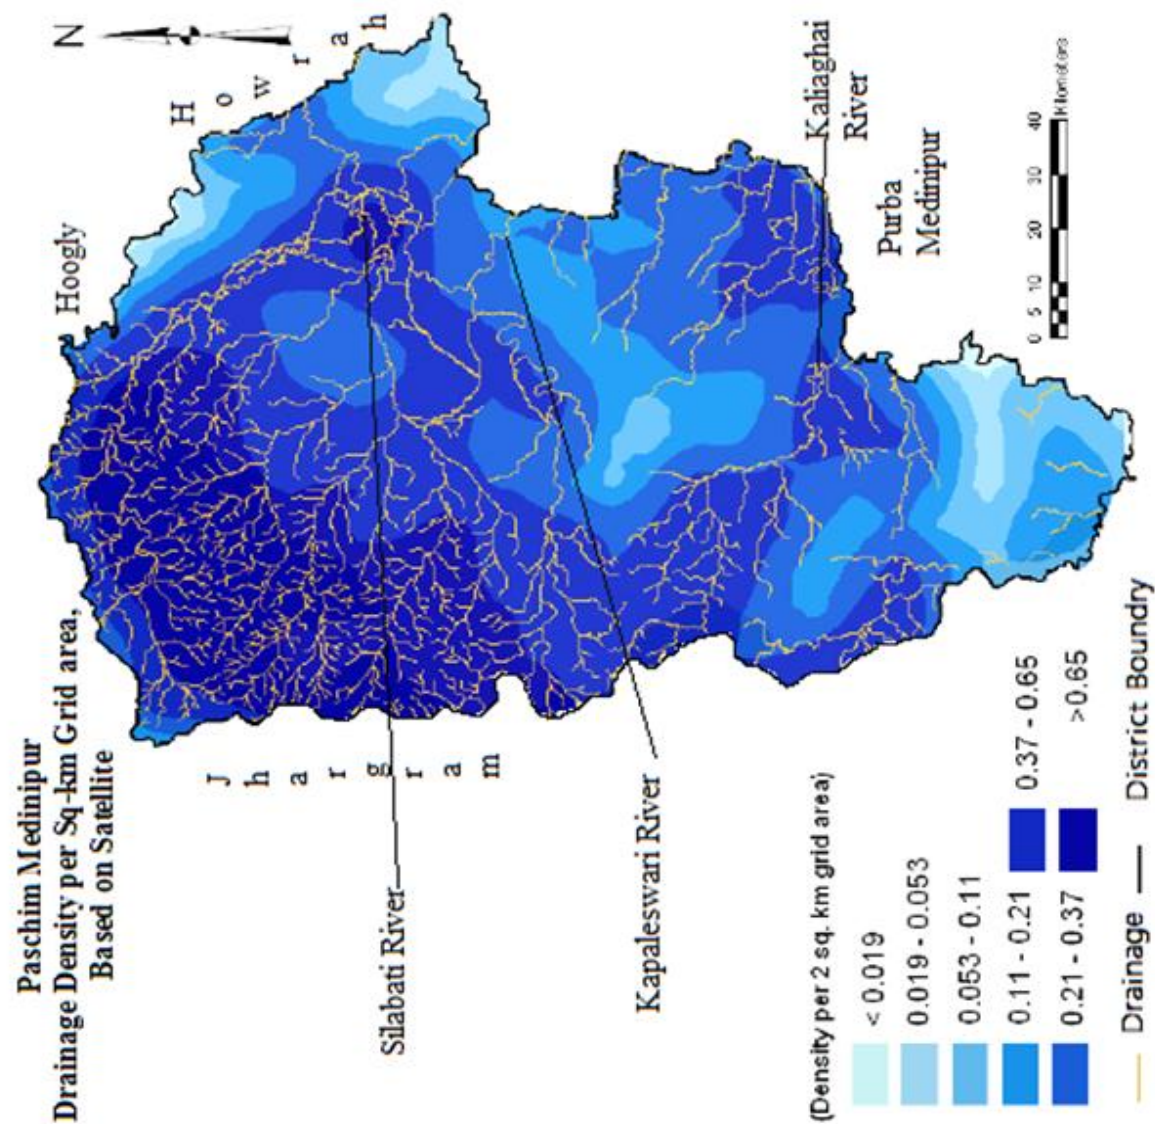 Paschim Medinipur
Drainage Density per Sq-km Grid area,
Based on Satellite
N
Hoogly
Howrah
Jhargram
Silabati River
Kapaleswari River
Kaliaghai
River
Purba
Medinipur
0 5 10 20 30 40
Kilometers
(Density per 2 sq. km grid area)
< 0.019
0.019 - 0.053
0.053 - 0.11
0.11 - 0.21
0.21 - 0.37
0.37 - 0.65
>0.65
Drainage
District Boundry